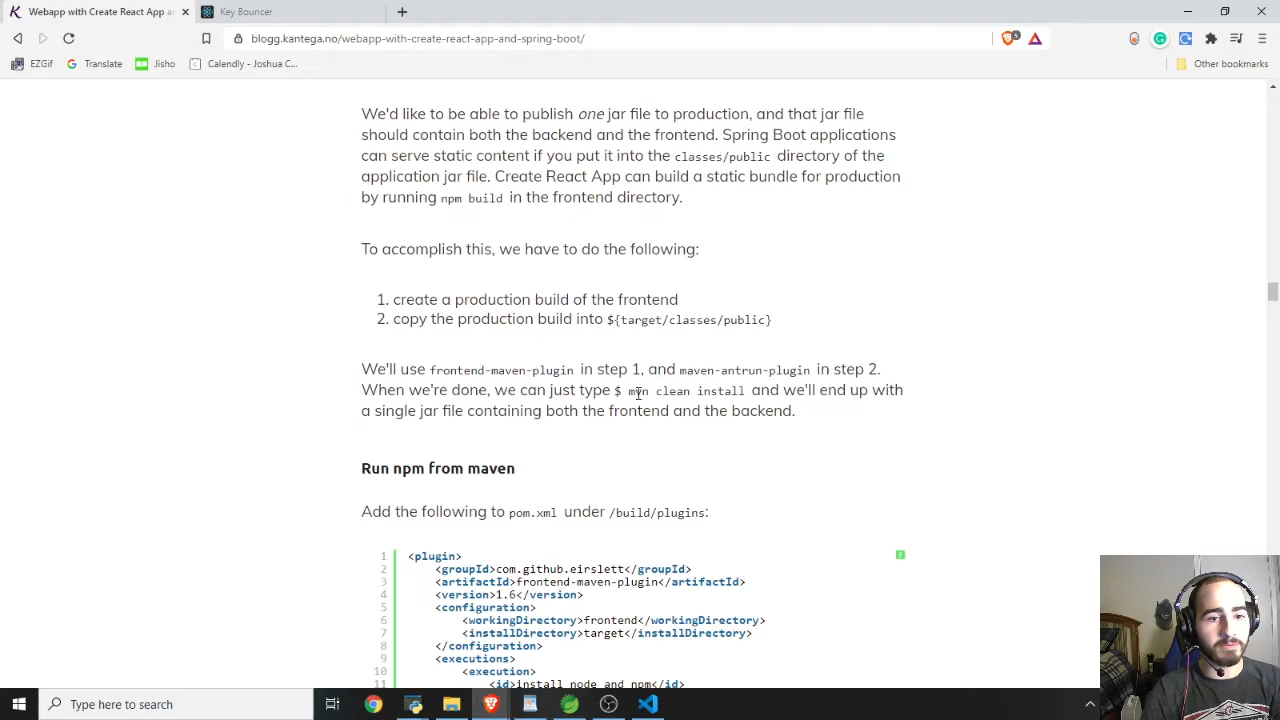 Webapp with Create React App a
Key Bouncer
blogg.kantega.no/webapp-with-create-react-app-and-spring-boot/
EZGif
Translate
Jisho
Calendly - Joshua C...
Other bookmarks
We'd like to be able to publish one jar file to production, and that jar file
should contain both the backend and the frontend. Spring Boot applications
can serve static content if you put it into the classes/public directory of the
application jar file. Create React App can build a static bundle for production
by running npm build in the frontend directory.
To accomplish this, we have to do the following:
1. create a production build of the frontend
2. copy the production build into ${target/classes/public}
We'll use frontend-maven-plugin in step 1, and maven-antrun-plugin in step 2.
When we're done, we can just type $ mvn clean install and we'll end up with
a single jar file containing both the frontend and the backend.
Run npm from maven
Add the following to pom.xml under /build/plugins:
1 <plugin>
2 <groupId>com.github.eirslett</groupId>
3 <artifactId>frontend-maven-plugin</artifactId>
4 <version>1.6</version>
5 <configuration>
6 <workingDirectory>frontend</workingDirectory>
7 <installDirectory>target</installDirectory>
8 </configuration>
9 <executions>
10 <execution>
11 <id>install node and npm</id>
Type here to search